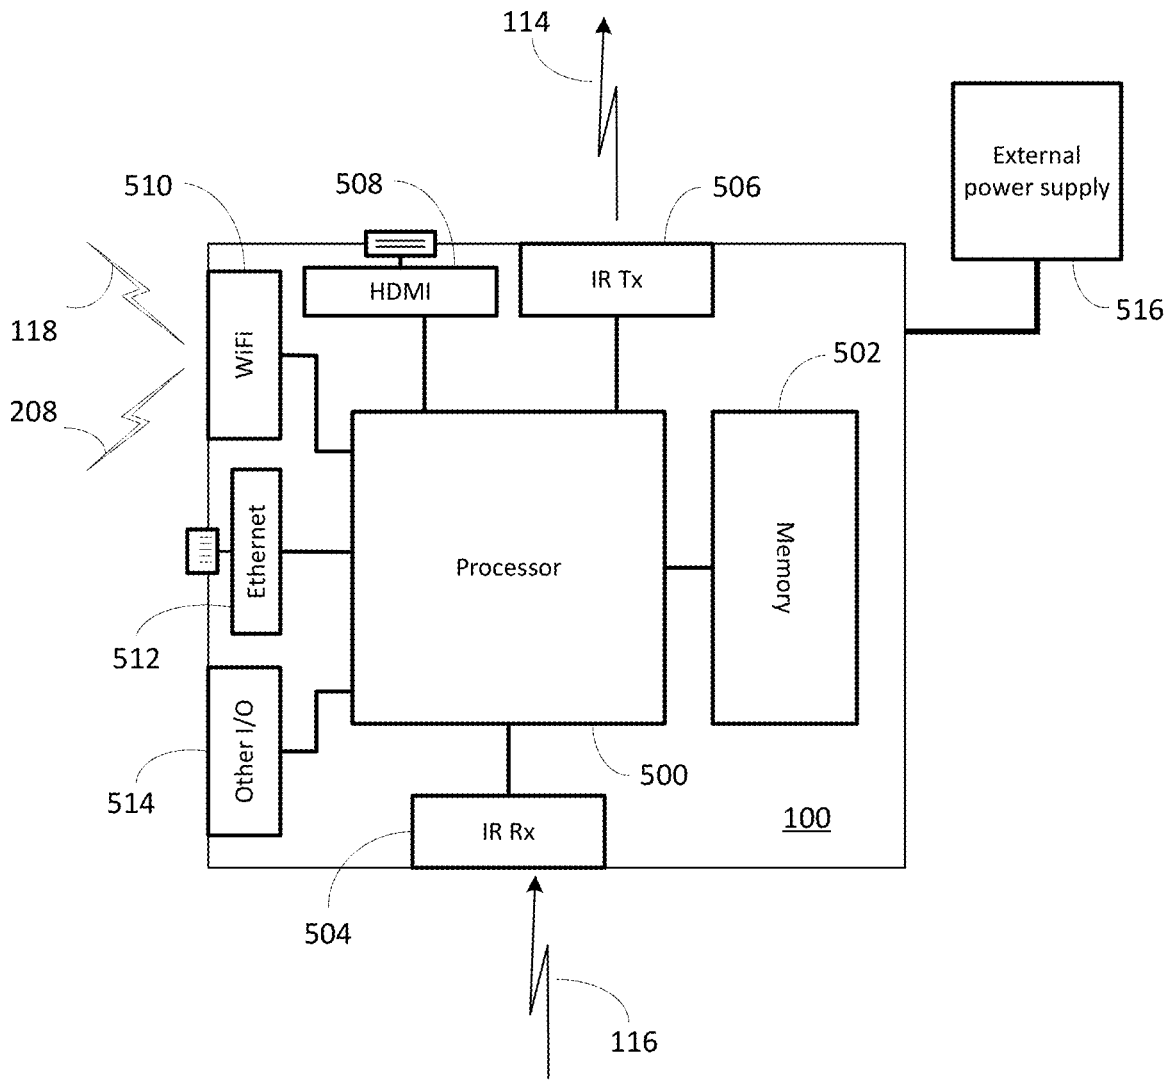 114
External
power supply
510
508
506
IR Tx
HDMI
516
118
WiFi
502
208
Ethernet
Processor
Memory
512
Other I/O
500
514
IR Rx
100
504
116